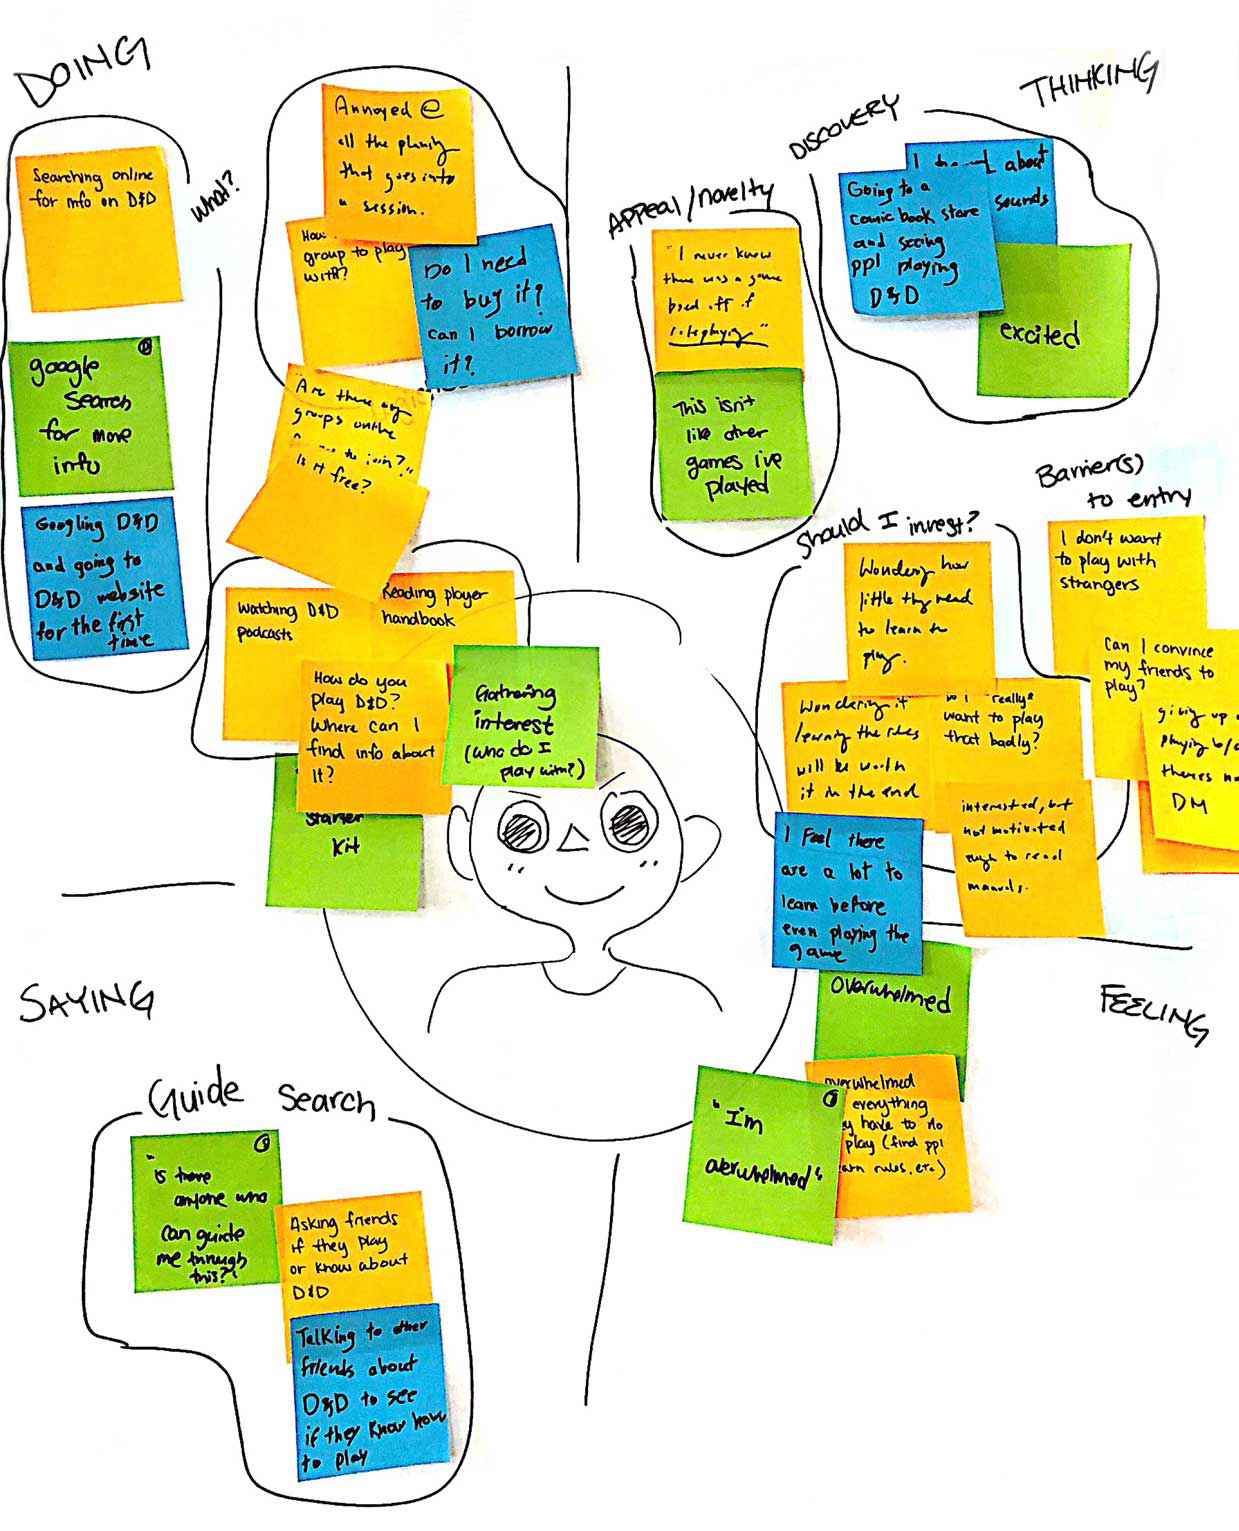 DOING
Searching online
for info on D&D
What?
google
Search
for more
info
Googling D&D
and going to
D&D website
for the first
time
Annoyed @
all the planning
that goes into
a session.
How
group to play
with?
Do I need
to buy it?
Can I borrow
it?
"Are there any
groups online
to join?"
Is it free?
Watching D&D
podcasts
Reading player
handbook
How do you
play D&D?
Where can I
find info about
it?
Gathering
interest
(who do I
play with?)
Starter
Kit
THINKING
DISCOVERY
I about
sounds
Going to a
comic book store
and seeing
ppl playing
D&D
excited
Appeal/novelty
"I never knew
there was a game
based off of
roleplaying"
This isn't
like other
games i've
played
Should I invest?
Wondering how
little they need
to learn to
play.
Wondering if
learning the rules
will be worth
it in the end
Do I really
want to play
that badly?
interested, but
not motivated
enough to read
manuals.
I feel there
are a lot to
learn before
even playing the
game
Barrier(s)
to entry
I don't want
to play with
strangers
Can I convince
my friends to
play?
giving up
playing b/c
theres no
DM
SAYING
Guide Search
"is there
anyone who
can guide
me through
this?"
Asking friends
if they play
or know about
D&D
Talking to other
friends about
D&D to see
if they know how
to play
FEELING
Overwhelmed
overwhelmed
everything
have to do
play (find ppl
learn rules, etc.)
"I'm
overwhelmed"